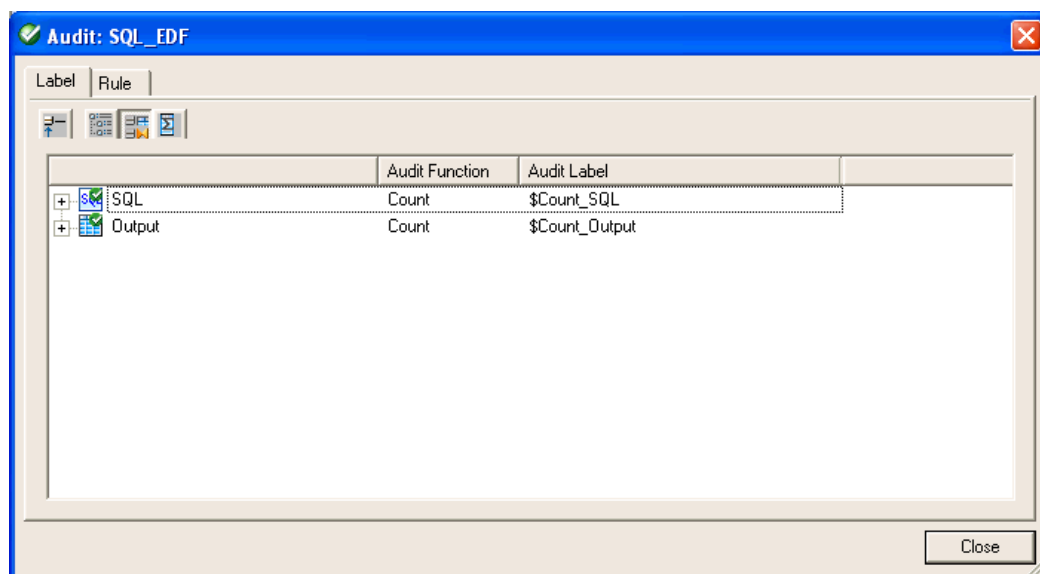 Audit: SQL_EDF
Label Rule
Audit Function Audit Label
SQL Count $Count_SQL
Output Count $Count_Output
Close